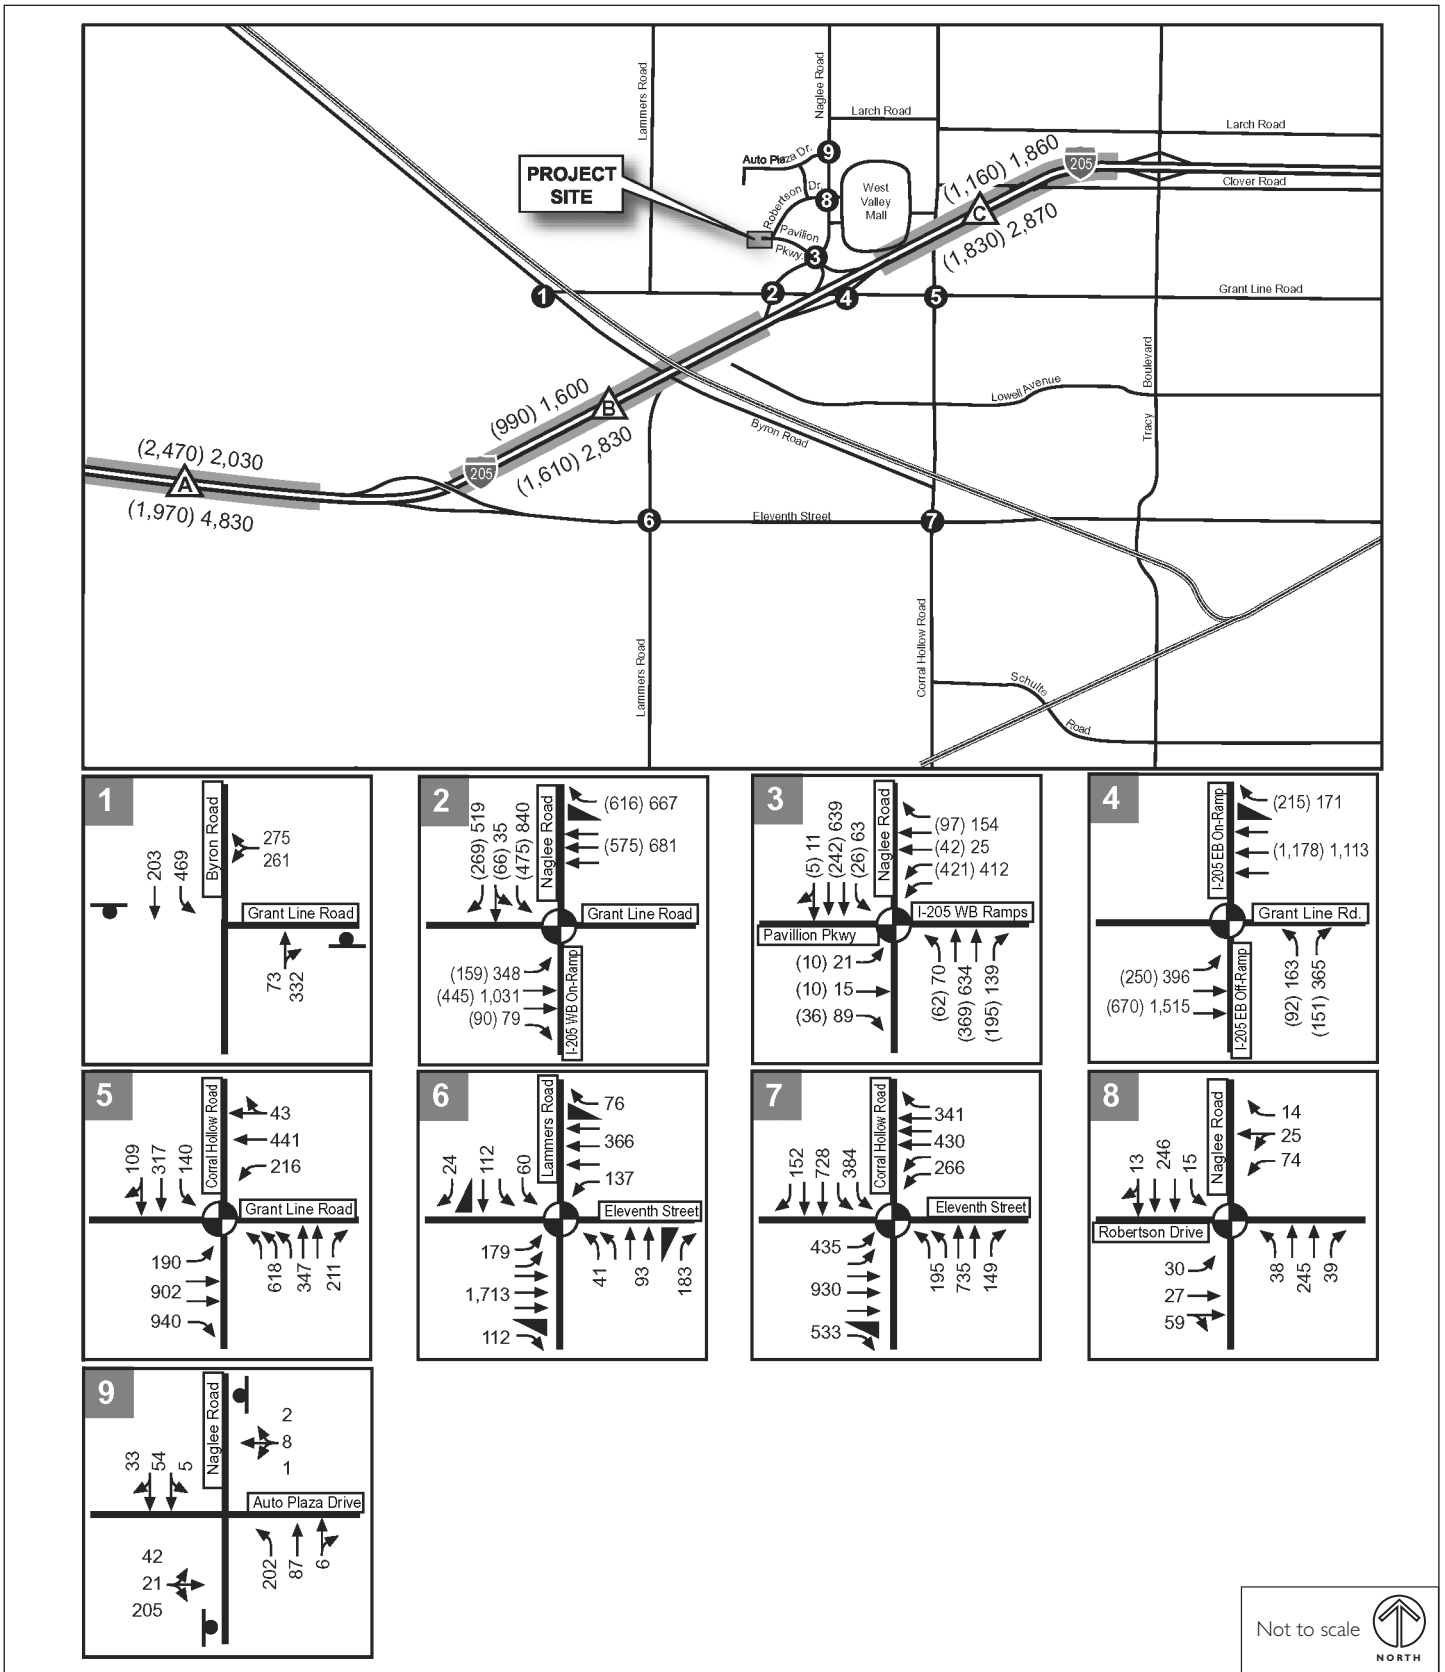 Lammers Road
Naglee Road
Larch Road
Larch Road
Auto Plaza Dr.
9
(1,160) 1,860
205
PROJECT
SITE
Robertson Dr.
8
West
Valley
Mall
Clover Road
C
(1,830) 2,870
Pavilion
Pkwy.
3
1
2
4
5
Grant Line Road
Boulevard
Tracy
Lowell Avenue
(990) 1,600
B
Byron Road
(2,470) 2,030
A
205
(1,610) 2,830
(1,970) 4,830
6
Eleventh Street
7
Lammers Road
Corral Hollow Road
Schulte
Road
1
Byron Road
203
469
275
261
Grant Line Road
73
332
2
(269) 519
(66) 35
(475) 840
Naglee Road
(616) 667
(575) 681
Grant Line Road
(159) 348
(445) 1,031
(90) 79
I-205 WB On-Ramp
3
(5) 11
(242) 639
(26) 63
Naglee Road
(97) 154
(42) 25
(421) 412
I-205 WB Ramps
Pavillion Pkwy
(10) 21
(10) 15
(36) 89
(62) 70
(369) 634
(195) 139
4
I-205 EB On-Ramp
(215) 171
(1,178) 1,113
Grant Line Rd.
(250) 396
(670) 1,515
I-205 EB Off-Ramp
(92) 163
(151) 365
5
109
317
140
Corral Hollow Road
43
441
216
Grant Line Road
190
902
940
618
347
211
6
24
112
60
Lammers Road
76
366
137
Eleventh Street
179
1,713
112
41
93
183
7
152
728
384
Corral Hollow Road
341
430
266
Eleventh Street
435
930
533
195
735
149
8
13
246
15
Naglee Road
14
25
74
Robertson Drive
30
27
59
38
245
39
9
33
54
5
Naglee Road
2
8
1
Auto Plaza Drive
42
21
205
202
87
6
Not to scale
NORTH